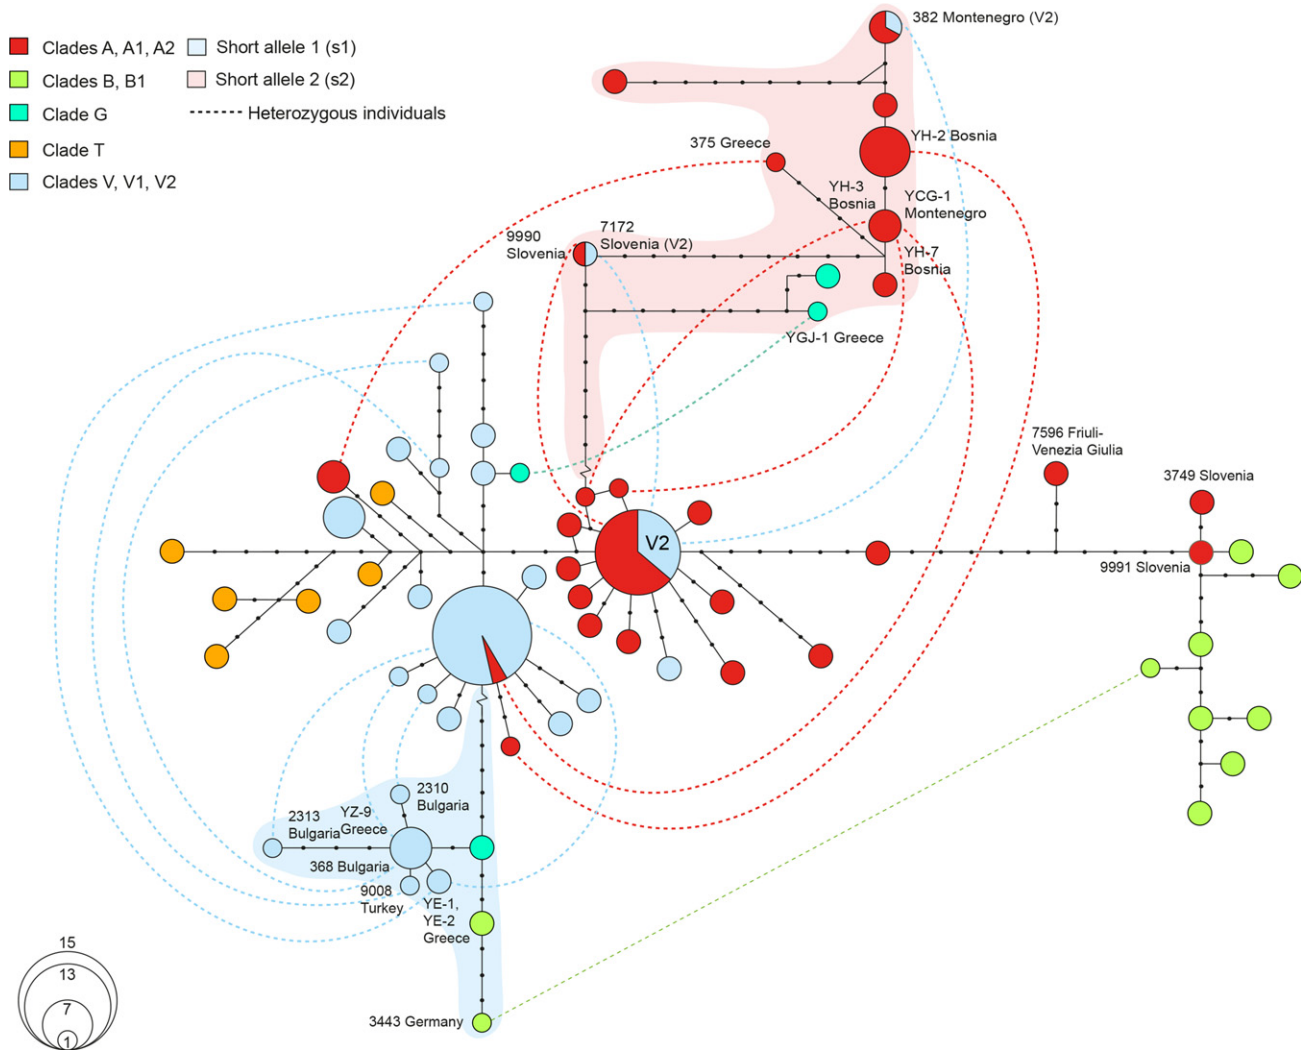 Clades A, A1, A2
Short allele 1 (s1)
Clades B, B1
Short allele 2 (s2)
Clade G
Heterozygous individuals
Clade T
Clades V, V1, V2
382 Montenegro (V2)
YH-2 Bosnia
375 Greece
YH-3
Bosnia
YCG-1
Montenegro
9990
Slovenia
7172
Slovenia (V2)
YH-7
Bosnia
YGJ-1 Greece
7596 Friuli-
Venezia Giulia
3749 Slovenia
V2
9991 Slovenia
2310
Bulgaria
2313
Bulgaria
YZ-9
Greece
368 Bulgaria
9008
Turkey
YE-1,
YE-2
Greece
3443 Germany
15
13
7
1